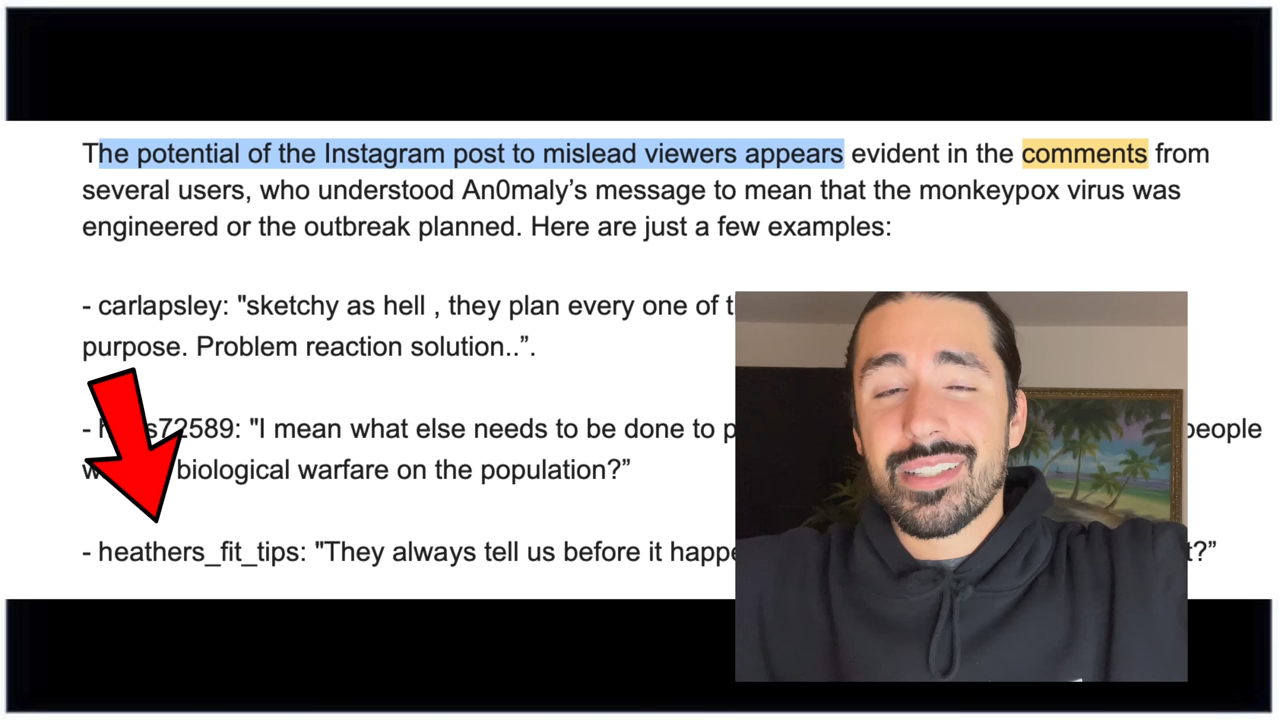 The potential of the Instagram post to mislead viewers appears evident in the comments from
several users, who understood An0maly’s message to mean that the monkeypox virus was
engineered or the outbreak planned. Here are just a few examples:
- carlapsley: "sketchy as hell , they plan every one of
purpose. Problem reaction solution..”.
- 72589: "I mean what else needs to be done to people
biological warfare on the population?”
- heathers_fit_tips: "They always tell us before it ?”